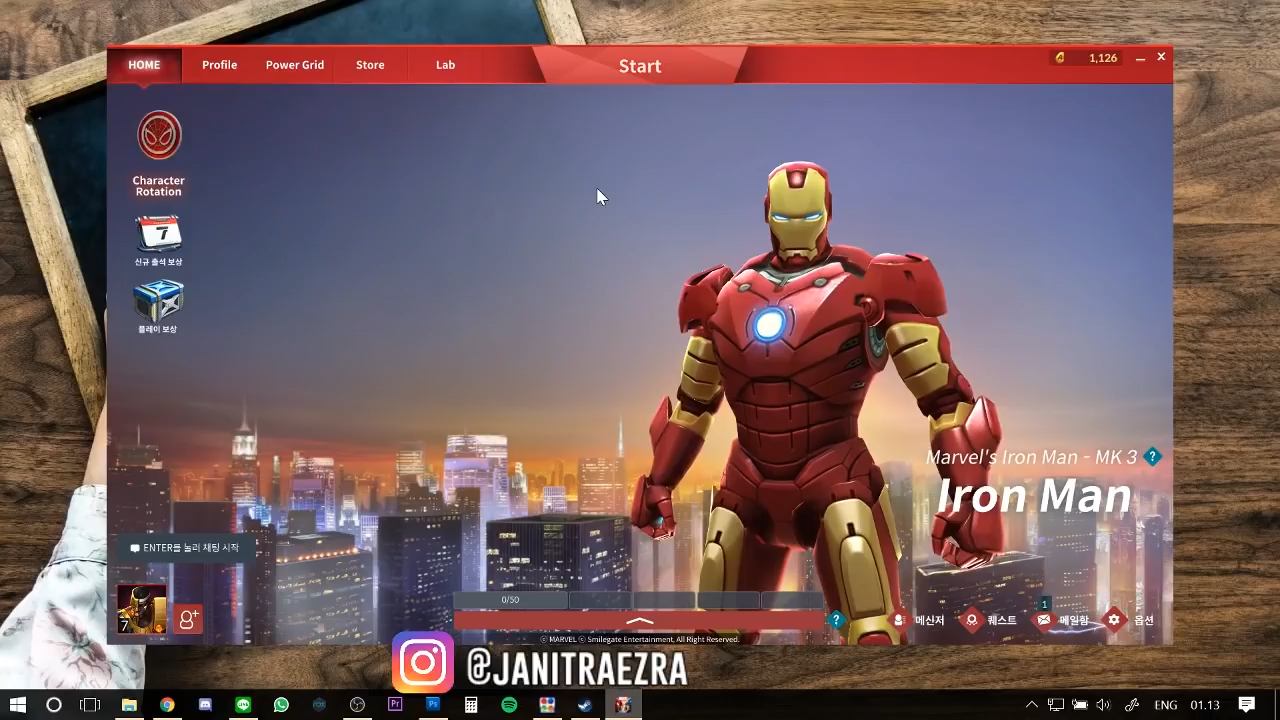 HOME
Profile
Power Grid
Store
Lab
Start
1,126
Character
Rotation
7
신규 출석 보상
플레이 보상
Marvel's Iron Man - MK 3
?
Iron Man
ENTER를 눌러 채팅 시작
7
0/50
?
메신저
퀘스트
1
메일함
옵션
ⓒ MARVEL ⓒ Smilegate Entertainment, All Right Reserved.
@JANITRAEZRA
Pr
Ps
ENG
01.13